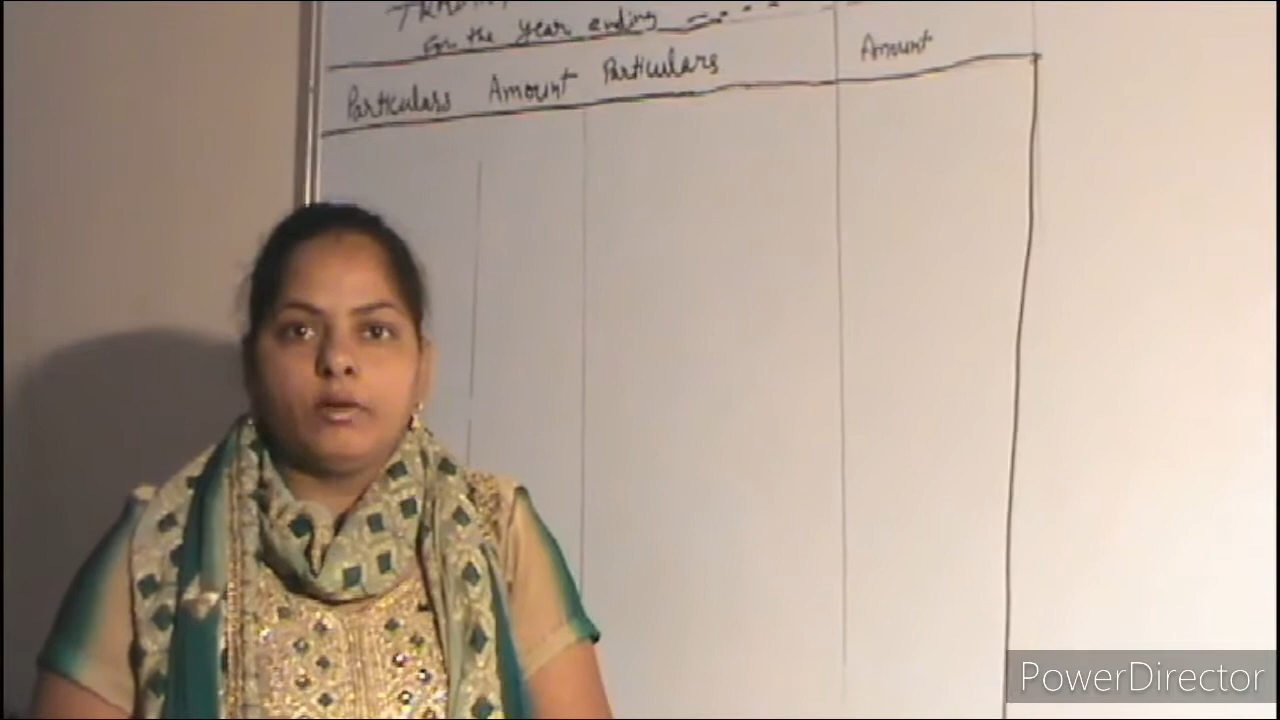 For the Year ending
Particulars Amount Particulars Amount
PowerDirector